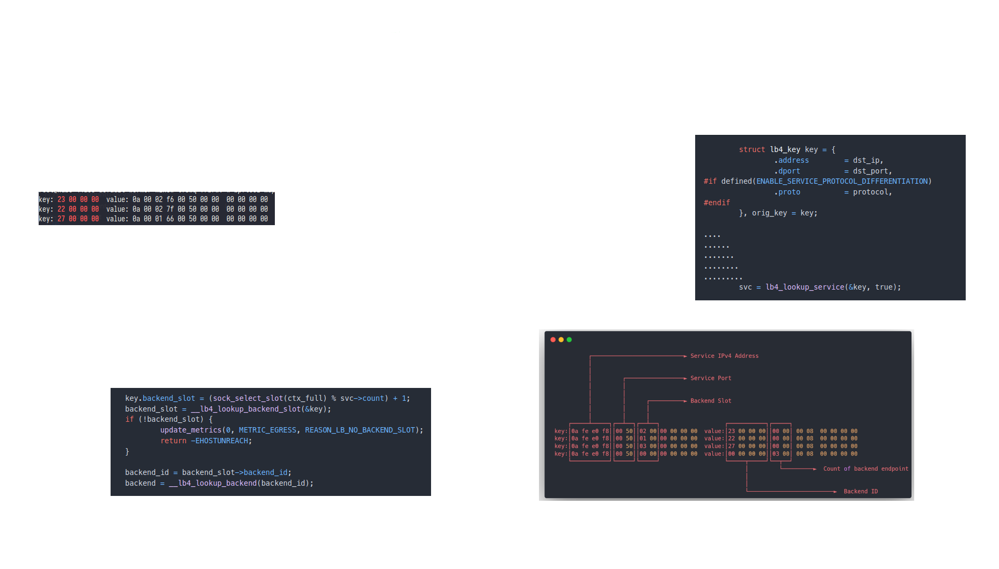 key: 23 00 00 00 value: 0a 00 02 f6 00 50 00 00 00 00 00 00
key: 22 00 00 00 value: 0a 00 02 7f 00 50 00 00 00 00 00 00
key: 27 00 00 00 value: 0a 00 01 66 00 50 00 00 00 00 00 00
struct lb4_key key = {
.address = dst_ip,
.dport = dst_port,
#if defined(ENABLE_SERVICE_PROTOCOL_DIFFERENTIATION)
.proto = protocol,
#endif
}, orig_key = key;
....
......
.......
........
.........
svc = lb4_lookup_service(&key, true);
key.backend_slot = (sock_select_slot(ctx_full) % svc->count) + 1;
backend_slot = __lb4_lookup_backend_slot(&key);
if (!backend_slot) {
update_metrics(0, METRIC_EGRESS, REASON_LB_NO_BACKEND_SLOT);
return -EHOSTUNREACH;
}
backend_id = backend_slot->backend_id;
backend = __lb4_lookup_backend(backend_id);
Service IPv4 Address
Service Port
Backend Slot
key: 0a fe e0 f8 00 50 02 00 00 00 00 00 value: 23 00 00 00 00 00 00 08 00 00 00 00
key: 0a fe e0 f8 00 50 01 00 00 00 00 00 value: 22 00 00 00 00 00 00 08 00 00 00 00
key: 0a fe e0 f8 00 50 03 00 00 00 00 00 value: 27 00 00 00 00 00 00 08 00 00 00 00
key: 0a fe e0 f8 00 50 00 00 00 00 00 00 value: 00 00 00 00 03 00 00 08 00 00 00 00
Count of backend endpoint
Backend ID